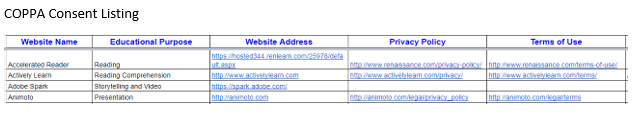 COPPA Consent Listing
Website Name Educational Purpose Website Address Privacy Policy Terms of Use
https://hosted344.renlearn.com/25978/defa
Accelerated Reader Reading ult.aspx http://www.renaissance.com/privacy-policy/ http://www.renaissance.com/terms-of-use/
Actively Learn Reading Comprehension http://www.activelylearn.com http://www.activelylearn.com/privacy/ http://www.activelylearn.com/terms/
Adobe Spark Storytelling and Video https://spark.adobe.com/
Animoto Presentation http://animoto.com http://animoto.com/legal/privacy_policy http://animoto.com/legal/terms